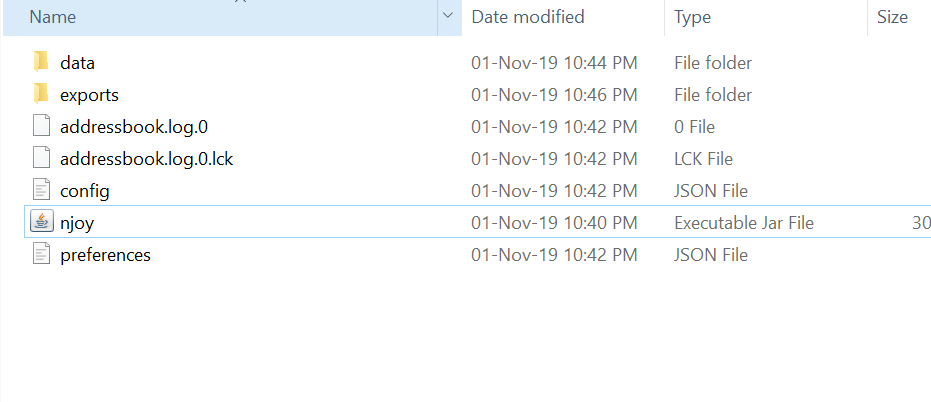 Name Date modified Type Size
data 01-Nov-19 10:44 PM File folder
exports 01-Nov-19 10:46 PM File folder
addressbook.log.0 01-Nov-19 10:42 PM 0 File
addressbook.log.0.lck 01-Nov-19 10:42 PM LCK File
config 01-Nov-19 10:42 PM JSON File
njoy 01-Nov-19 10:40 PM Executable Jar File 30
preferences 01-Nov-19 10:42 PM JSON File